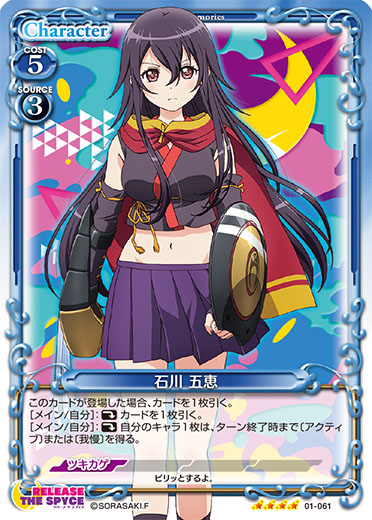 Character
COST
5
SOURCE
3
石川 五恵
このカードが登場した場合、カードを1枚引く。
[メイン/自分]: カードを1枚引く。
[メイン/自分]: 自分のキャラ1枚は、ターン終了時まで〔アクティ
ブ〕または〔我慢〕を得る。
ツキカゲ
ピリッとするよ。
RELEASE
THE SPYCE
©SORASAKI.F
01-061